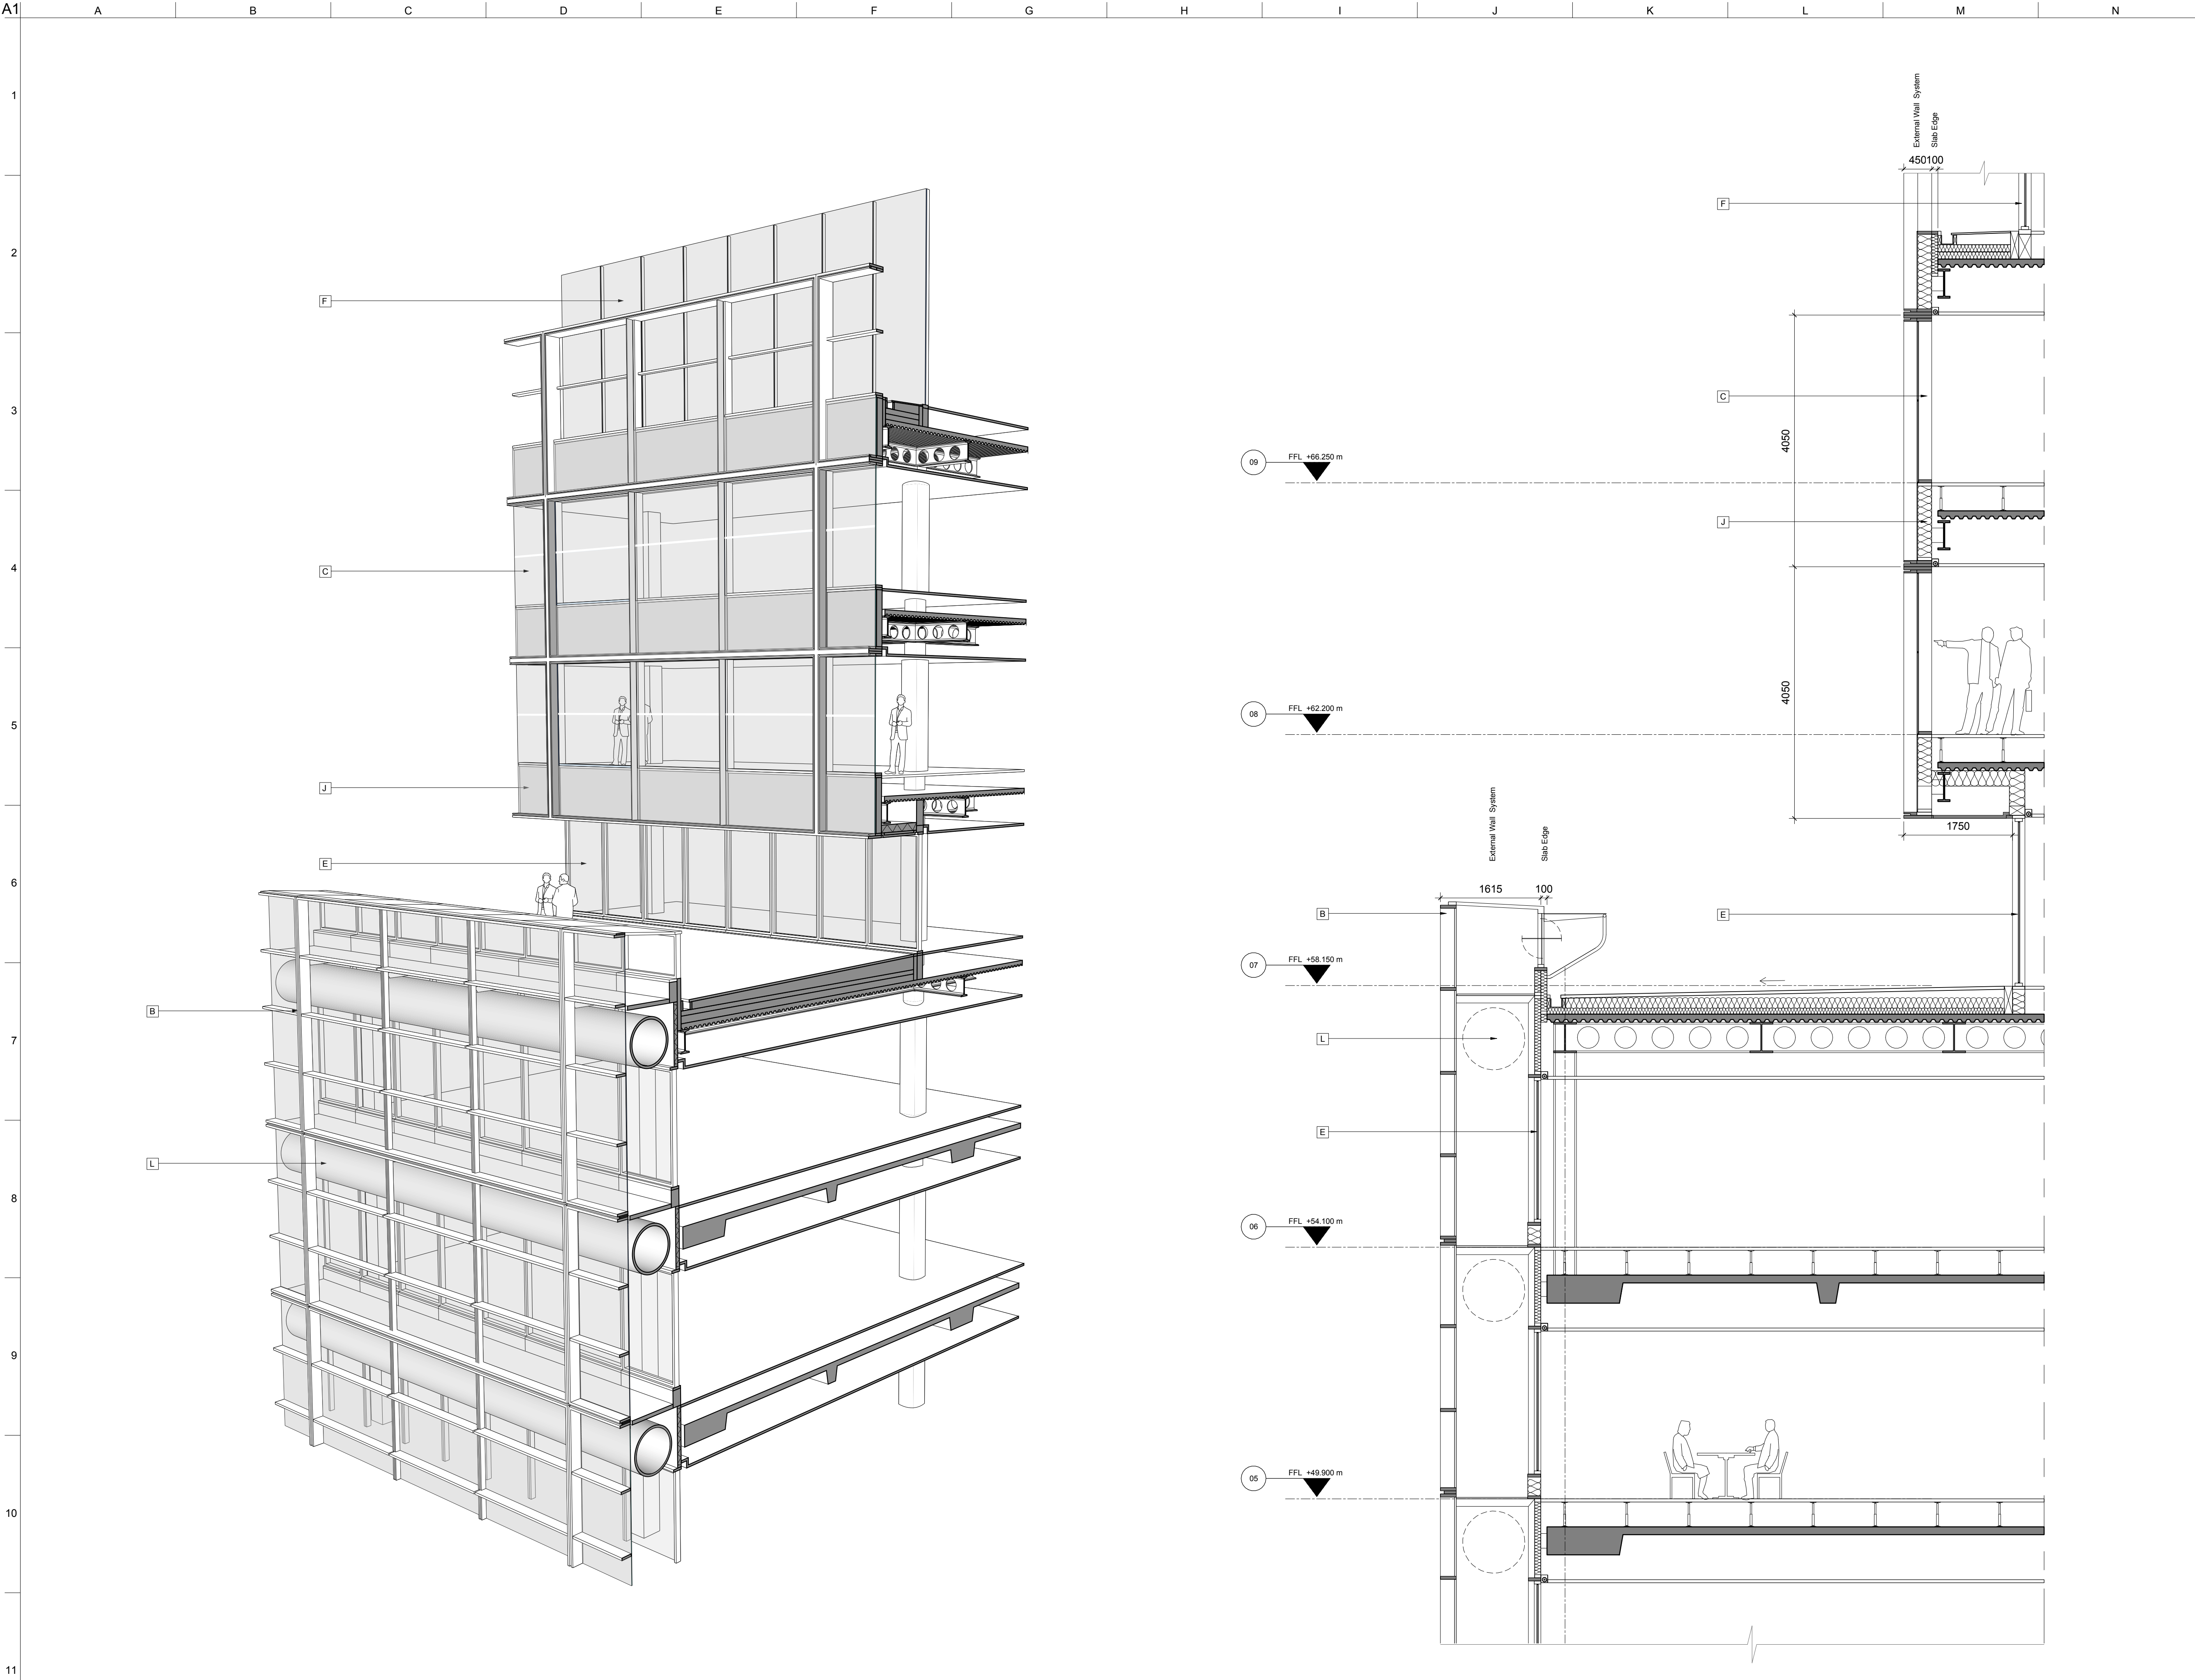 A1
A B C D E F G H I J K L M N
1
2
3
4
5
6
7
8
9
10
11
F
C
J
E
B
L
External Wall System
Slab Edge
450 100
F
C
4050
09
FFL +66.250 m
J
08
FFL +62.200 m
4050
1750
External Wall System
Slab Edge
1615 100
B
E
07
FFL +58.150 m
L
E
06
FFL +54.100 m
05
FFL +49.900 m